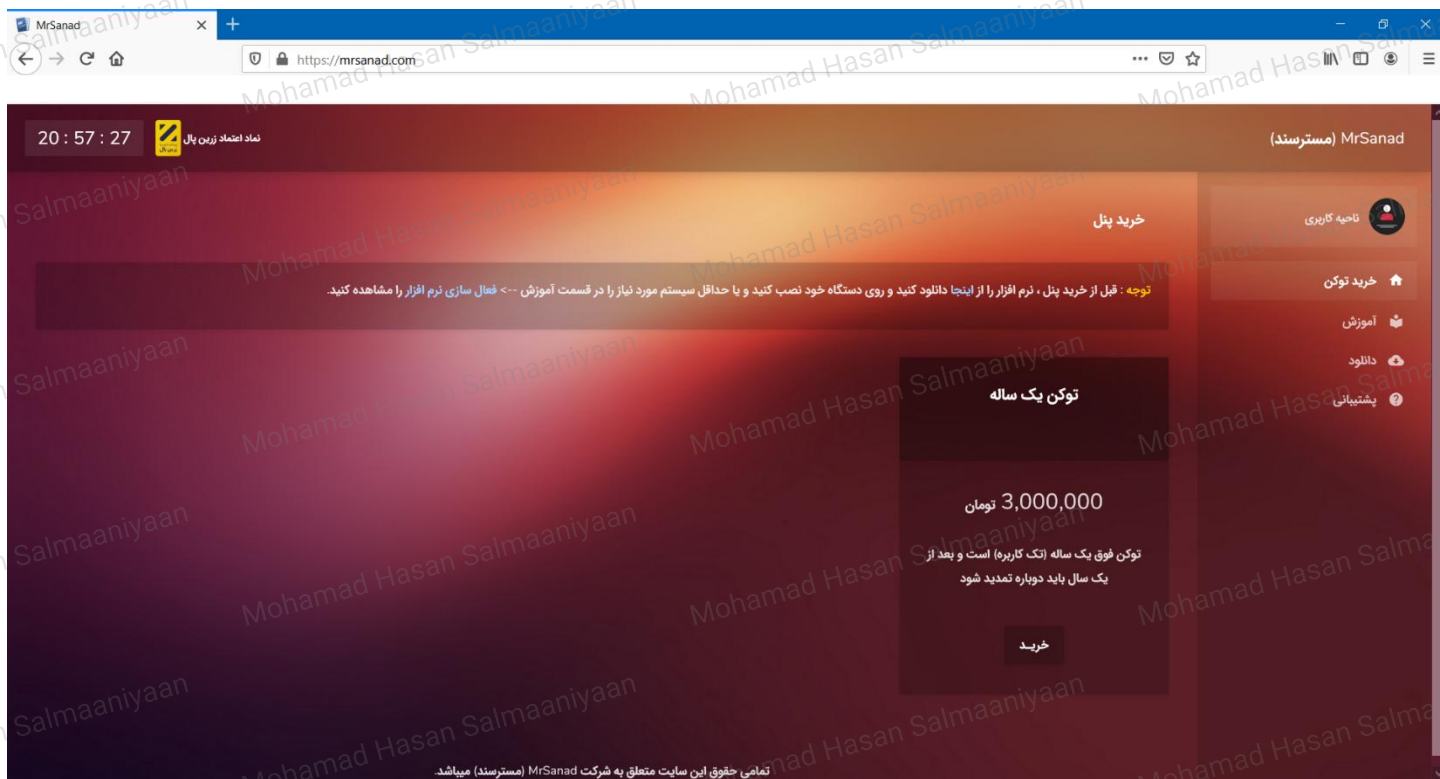 MrSanad
https://mrsanad.com
20 : 57 : 27
نماد اعتماد زرین پال
MrSanad (مسترسند)
ناحیه کاربری
خرید توکن
آموزش
دانلود
پشتیبانی
خرید پنل
توجه : قبل از خرید پنل ، نرم افزار را از اینجا دانلود کنید و روی دستگاه خود نصب کنید و یا حداقل سیستم مورد نیاز را در قسمت آموزش --> فعال سازی نرم افزار را مشاهده کنید.
توکن یک ساله
3,000,000 تومان
توکن فوق یک ساله (تک کاربره) است و بعد از
یک سال باید دوباره تمدید شود
خریـد
تمامی حقوق این سایت متعلق به شرکت MrSanad (مسترسند) میباشد.
Mohamad Hasan Salmaaniyaan